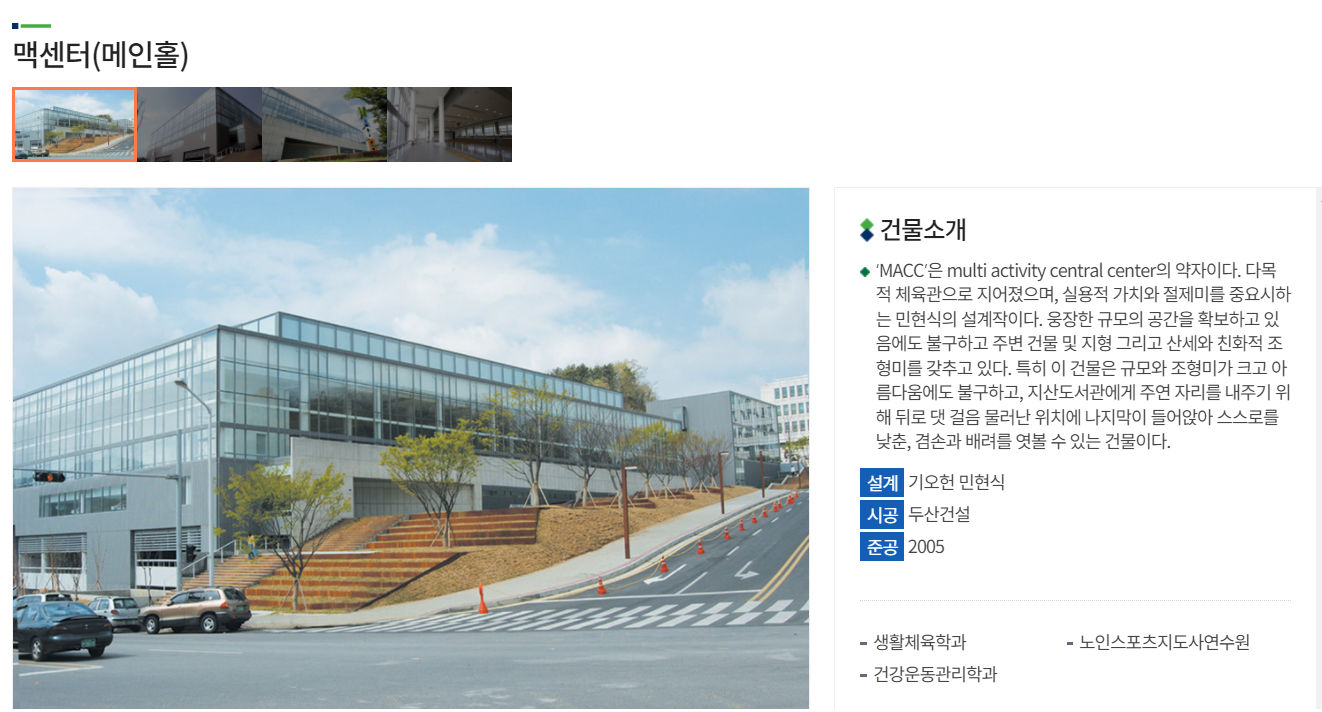 맥센터(메인홀)
건물소개
‘MACC’은 multi activity central center의 약자이다. 다목
적 체육관으로 지어졌으며, 실용적 가치와 절제미를 중요시하
는 민현식의 설계작이다. 웅장한 규모의 공간을 확보하고 있
음에도 불구하고 주변 건물 및 지형 그리고 산세와 친화적 조
형미를 갖추고 있다. 특히 이 건물은 규모와 조형미가 크고 아
름다움에도 불구하고, 지산도서관에게 주연 자리를 내주기 위
해 뒤로 댓 걸음 물러난 위치에 나지막이 들어앉아 스스로를
낮춘, 겸손과 배려를 엿볼 수 있는 건물이다.
설계 기오헌 민현식
시공 두산건설
준공 2005
- 생활체육학과 - 노인스포츠지도사연수원
- 건강운동관리학과